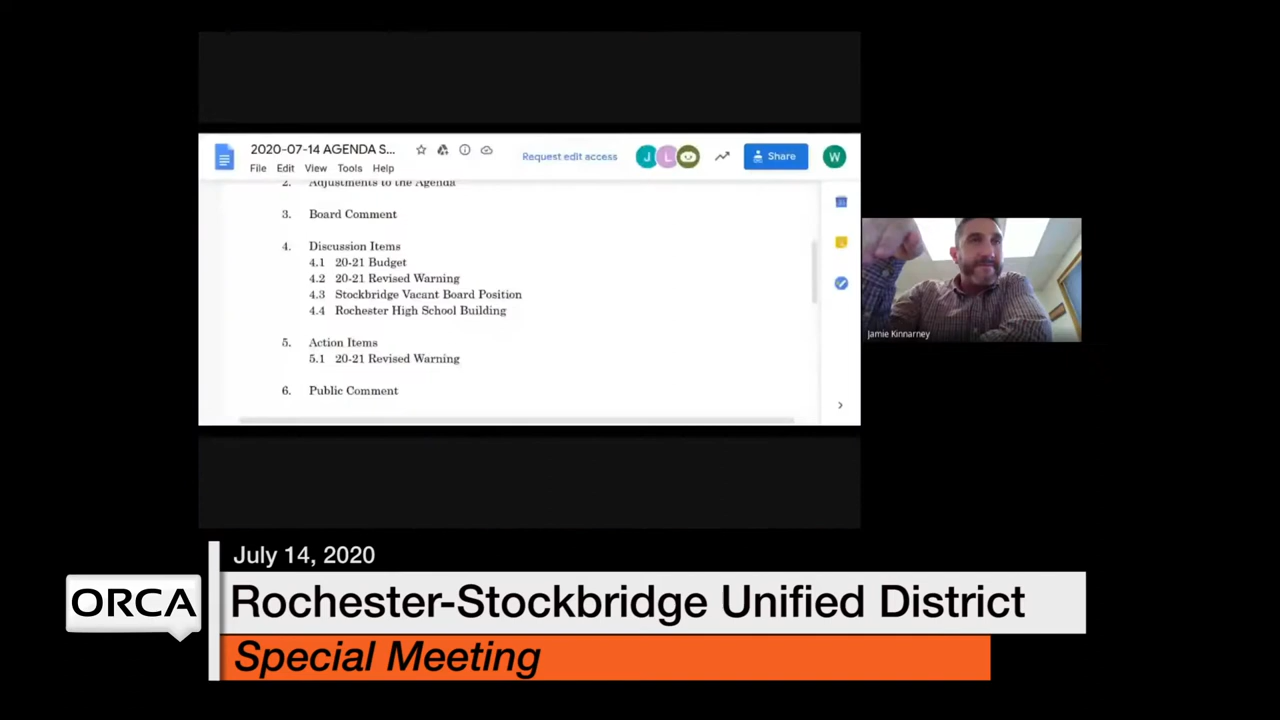 2020-07-14 AGENDA S...
File Edit View Tools Help
Request edit access
J L
Share
W
2. Adjustments to the Agenda
3. Board Comment
4. Discussion Items
4.1 20-21 Budget
4.2 20-21 Revised Warning
4.3 Stockbridge Vacant Board Position
4.4 Rochester High School Building
5. Action Items
5.1 20-21 Revised Warning
6. Public Comment
Jamie Kinnarney
July 14, 2020
ORCA
Rochester-Stockbridge Unified District
Special Meeting